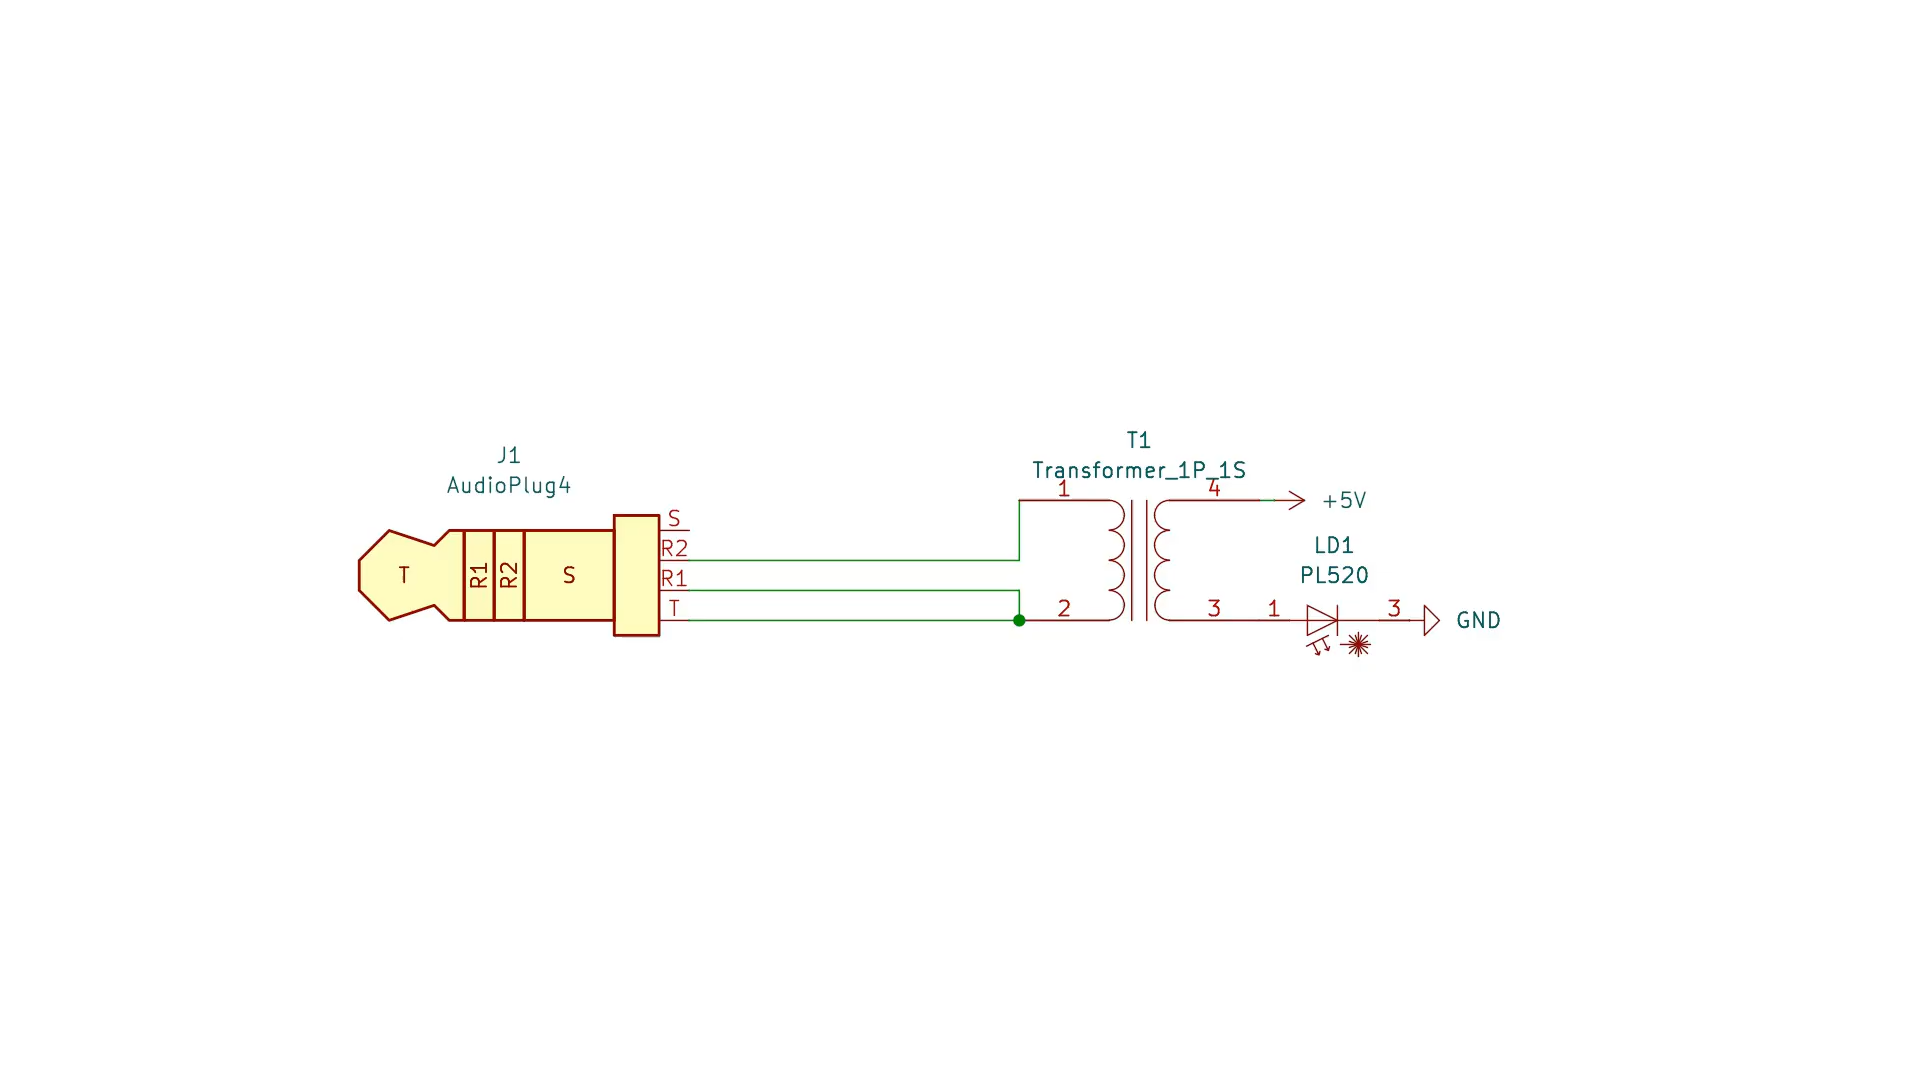 T1
J1
Transformer_1P_1S
AudioPlug4
1
4
+5V
S
R2
LD1
T
R1
R2
S
R1
PL520
T
2
3
1
3
GND